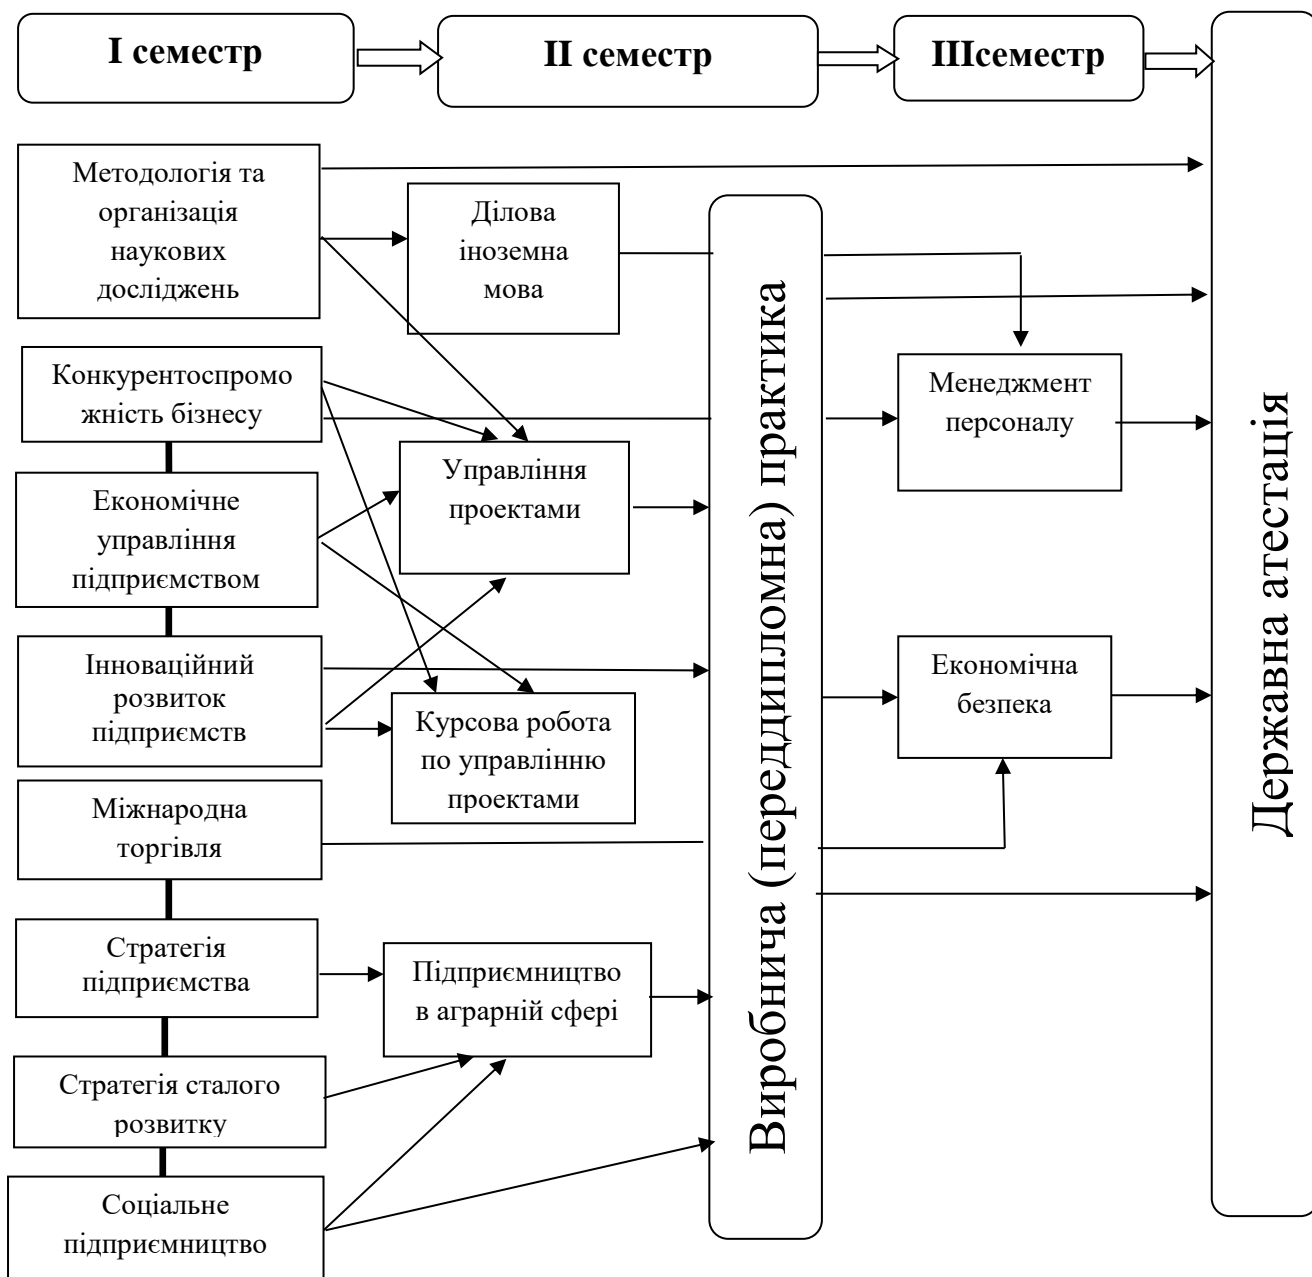 I семестр
II семестр
IIIсеместр
Методологія та
організація
наукових
досліджень
Ділова
іноземна
мова
Конкурентоспромо
жність бізнесу
Менеджмент
персоналу
Економічне
управління
підприємством
Управління
проектами
Інноваційний
розвиток
підприємств
Курсова робота
по управлінню
проектами
Економічна
безпека
Міжнародна
торгівля
Стратегія
підприємства
Підприємництво
в аграрній сфері
Стратегія сталого
розвитку
Соціальне
підприємництво
Виробнича (переддипломна) практика
Державна атестація